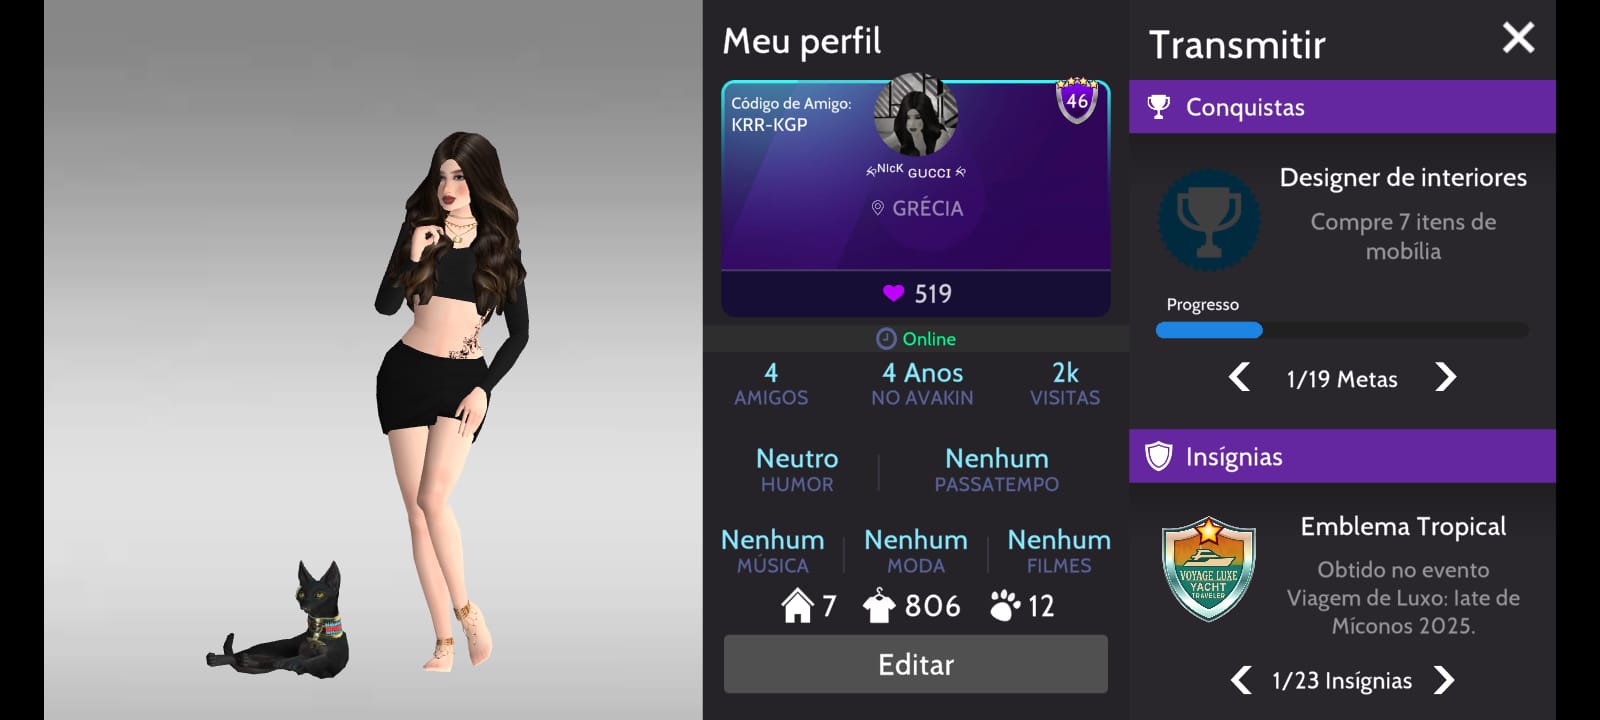 Meu perfil
Código de Amigo:
KRR-KGP
46
NIcK GUCCI
GRÉCIA
519
Online
4
AMIGOS
4 Anos
NO AVAKIN
2k
VISITAS
Neutro
HUMOR
Nenhum
PASSATEMPO
Nenhum
MÚSICA
Nenhum
MODA
Nenhum
FILMES
7
806
12
Editar
Transmitir
Conquistas
Designer de interiores
Compre 7 itens de
mobília
Progresso
1/19 Metas
Insígnias
VOYAGE LUXE
YACHT
TRAVELER
Emblema Tropical
Obtido no evento
Viagem de Luxo: Iate de
Míconos 2025.
1/23 Insígnias